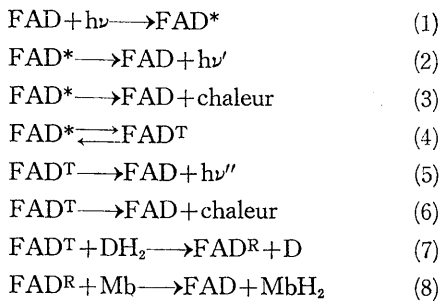 FAD+hν⟶FAD* (1)
FAD*⟶FAD+hν′ (2)
FAD*⟶FAD+chaleur (3)
FAD*⇄FADᵀ (4)
FADᵀ⟶FAD+hν″ (5)
FADᵀ⟶FAD+chaleur (6)
FADᵀ+DH₂⟶FADᴿ+D (7)
FADᴿ+Mb⟶FAD+MbH₂ (8)